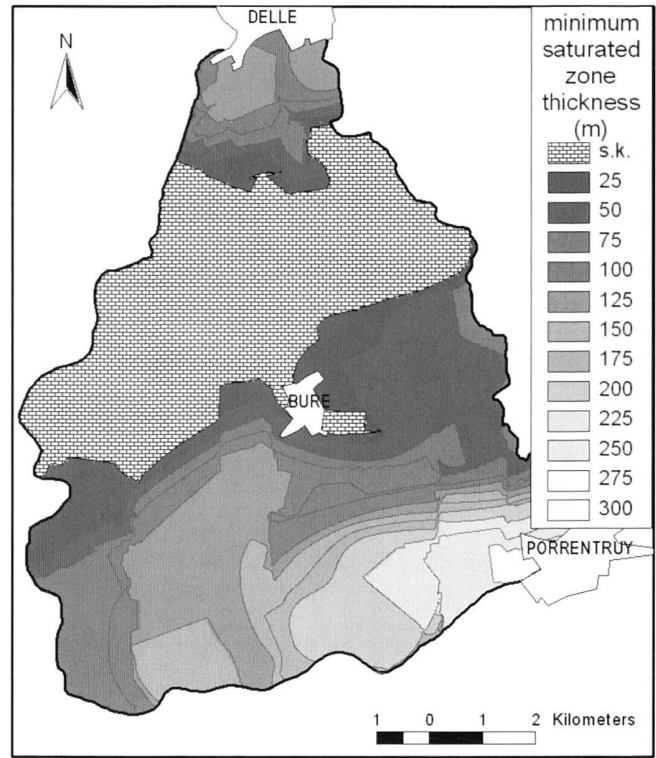 DELLE
N
minimum
saturated
zone
thickness
(m)
s.k.
25
50
75
100
125
150
175
200
225
250
275
300
BURE
PORRENTRUY
1 0 1 2 Kilometers